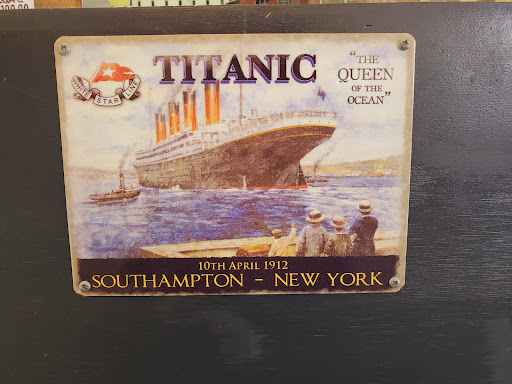 TITANIC
"THE
QUEEN
OF THE
OCEAN"
WHITE STAR LINE
10TH APRIL 1912
SOUTHAMPTON - NEW YORK